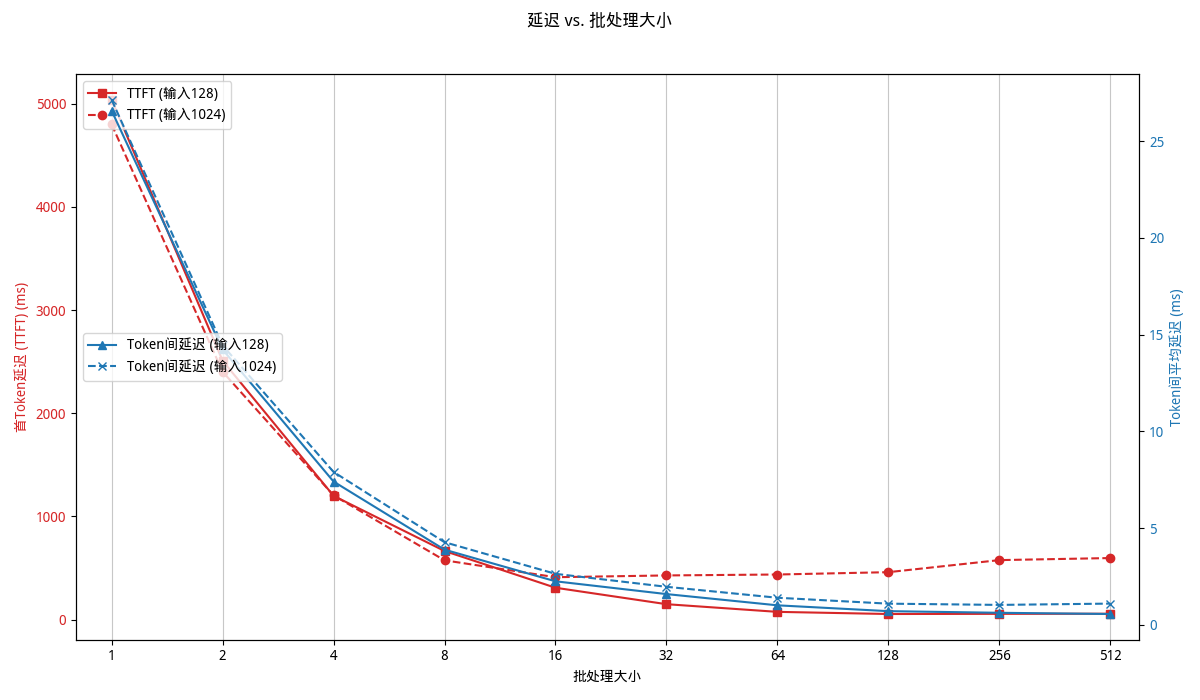 延迟 vs. 批处理大小
TTFT (输入128)
TTFT (输入1024)
Token间延迟 (输入128)
Token间延迟 (输入1024)
首Token延迟 (TTFT) (ms)
5000
4000
3000
2000
1000
0
Token间平均延迟 (ms)
25
20
15
10
5
0
1 2 4 8 16 32 64 128 256 512
批处理大小